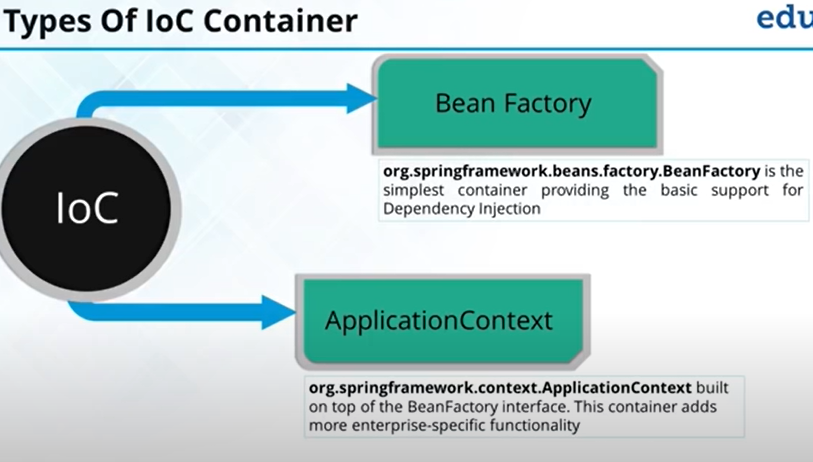 Types Of IoC Container
edu
Bean Factory
org.springframework.beans.factory.BeanFactory is the
simplest container providing the basic support for
Dependency Injection
IoC
ApplicationContext
org.springframework.context.ApplicationContext built
on top of the BeanFactory interface. This container adds
more enterprise-specific functionality